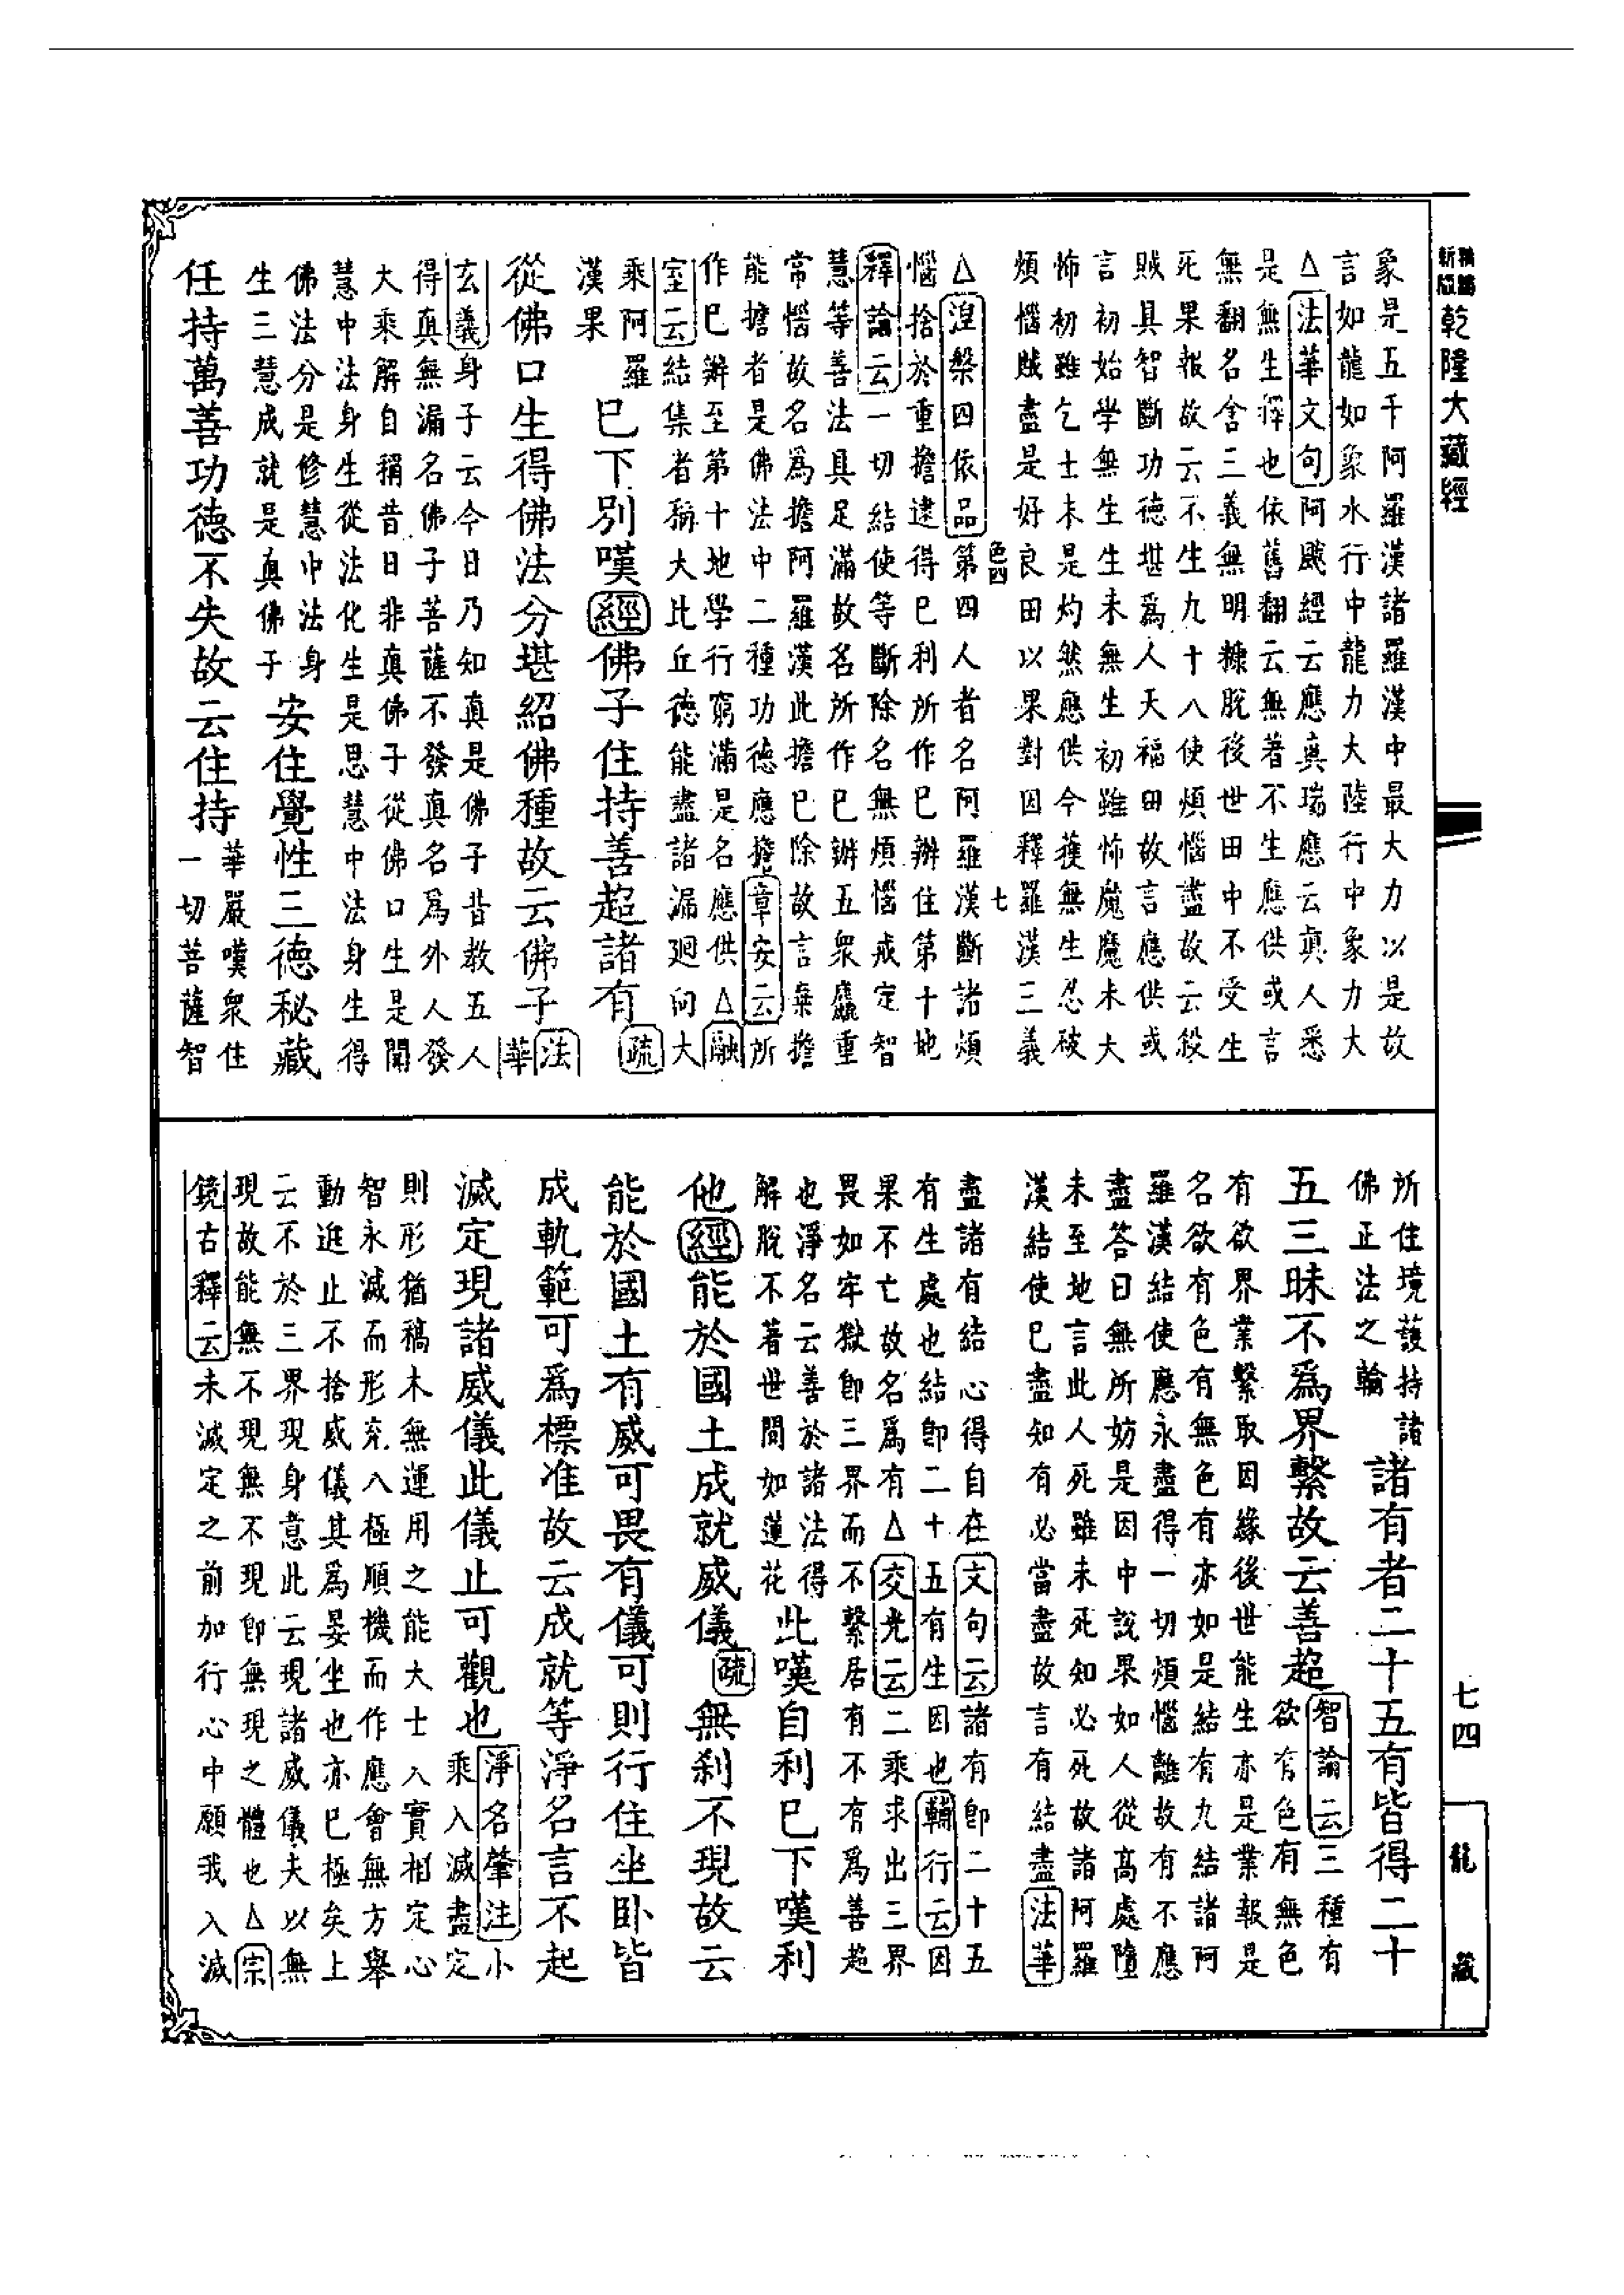 乾隆大藏經
象是五千阿羅漢諸羅漢中最大力以是故
言如龍如象水行中龍力大陸行中象力大
△法華文句阿颰經云應真瑞應云真人悉
是無生釋也依舊翻云無著不生應供或言
無翻名含三義無明糠脫後世田中不受生
死果報故云不生九十八使煩惱盡故云殺
賊具智斷功德堪為人天福田故言應供或
言初始學無生生未無生初雖怖魔魔未大
怖初雖乞士未是灼然應供今獲無生忍破
煩惱賊盡是好良田以果對因釋羅漢三義
色四
七
△涅槃四依品第四人者名阿羅漢斷諸煩
惱捨於重擔逮得已利所作已辦住第十地
釋論云一切結使等斷除名無煩惱戒定智
慧等善法具足滿故名所作已辦五眾麤重
常惱故名為擔阿羅漢此擔已除故言棄擔
能擔者是佛法中二種功德應擔章安云所
作已辦至第十地學行窮滿是名應供△融
室云結集者稱大比丘德能盡諸漏迴向大
乘阿羅
漢果
已下別嘆經佛子住持善超諸有疏
從佛口生得佛法分堪紹佛種故云佛子法
華
玄義身子云今日乃知真是佛子昔教五人
得真無漏名佛子菩薩不發真名為外人發
大乘解自稱昔日非真佛子從佛口生是聞
慧中法身生從法化生是思慧中法身生得
佛法分是修慧中法身
生三慧成就是真佛子
安住覺性三德秘藏
任持萬善功德不失故云住持華嚴嘆眾住
一切菩薩智
所住境護持諸
佛正法之輪
諸有者二十五有皆得二十
五三昧不為界繫故云善超智論云三種有
欲有色有無色
有欲界業繫取因緣後世能生亦是業報是
名欲有色有無色有亦如是結有九結諸阿
羅漢結使應永盡得一切煩惱離故有不應
盡答曰無所妨是因中說果如人從高處墮
未至地言此人死雖未死知必死故諸阿羅
漢結使已盡知有必當盡故言有結盡法華
文句云諸有即二十五
盡諸有結心得自在
有生處也結即二十五有生因也輔行云因
果不亡故名為有△交光云二乘求出三界
畏如牢獄即三界而不繫居有不有為善超
也淨名云善於諸法得
解脫不著世間如蓮花
此嘆自利已下嘆利
他經能於國土成就威儀疏無剎不現故云
能於國土有威可畏有儀可則行住坐臥皆
成軌範可為標准故云成就等淨名言不起
滅定現諸威儀此儀止可觀也淨名肇注小
乘入滅盡定
則形猶稿木無運用之能大士入實相定心
智永滅而形充八極順機而作應會無方舉
動逛止不捨威儀其為晏坐也亦已極矣上
云不於三界現身意此云現諸威儀夫以無
現故能無不現無不現即無現之體也△宗
鏡古釋云未滅定之前加行心中願我入滅
七四
龍藏